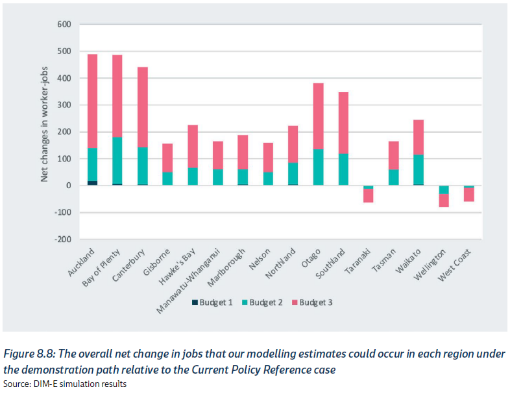 600
500
400
300
200
100
0
-100
-200
Net changes in worker-jobs
Auckland
Bay of Plenty
Canterbury
Gisborne
Hawke's Bay
Manawatu-Whanganui
Marlborough
Nelson
Northland
Otago
Southland
Taranaki
Tasman
Waikato
Wellington
West Coast
Budget 1 Budget 2 Budget 3
Figure 8.8: The overall net change in jobs that our modelling estimates could occur in each region under
the demonstration path relative to the Current Policy Reference case
Source: DIM-E simulation results